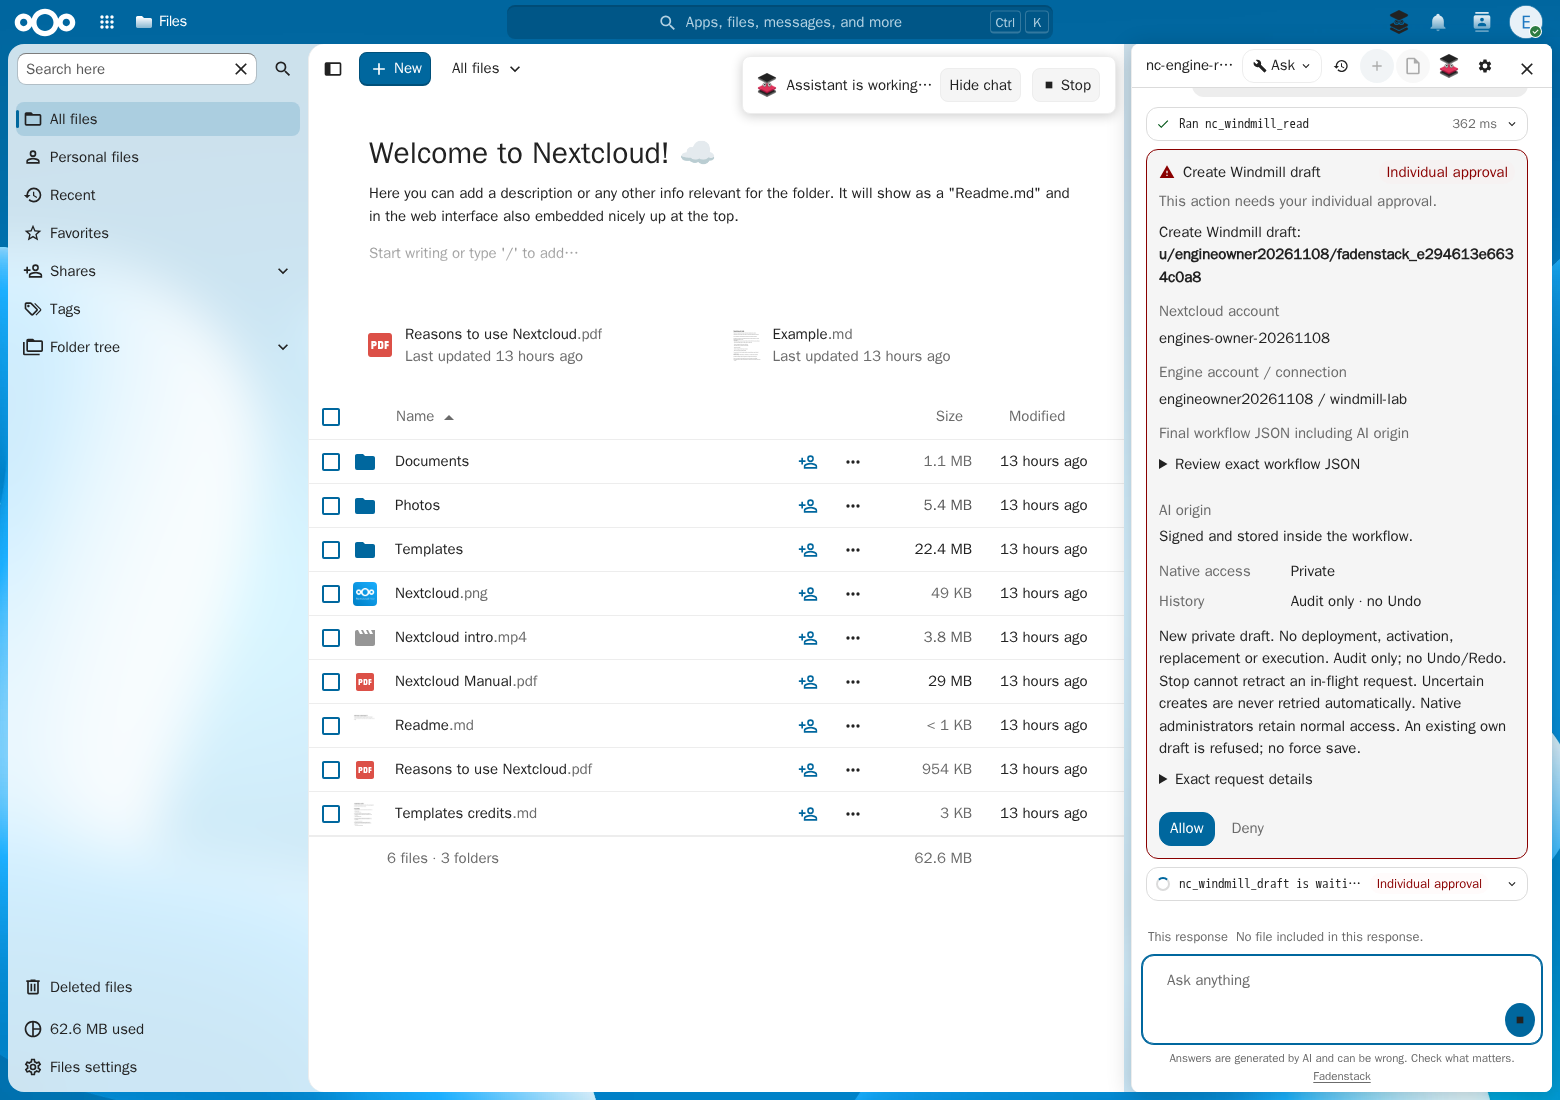 Files
Apps, files, messages, and more
Ctrl
K
E
Search here
All files
Personal files
Recent
Favorites
Shares
Tags
Folder tree
Deleted files
62.6 MB used
Files settings
New
All files
Assistant is working…
Hide chat
Stop
Welcome to Nextcloud! ☁️
Here you can add a description or any other info relevant for the folder. It will show as a "Readme.md" and
in the web interface also embedded nicely up at the top.
Start writing or type '/' to add…
PDF
Reasons to use Nextcloud.pdf
Last updated 13 hours ago
Example.md
Last updated 13 hours ago
Name
Size
Modified
Documents
1.1 MB
13 hours ago
Photos
5.4 MB
13 hours ago
Templates
22.4 MB
13 hours ago
Nextcloud.png
49 KB
13 hours ago
Nextcloud intro.mp4
3.8 MB
13 hours ago
PDF
Nextcloud Manual.pdf
29 MB
13 hours ago
Readme.md
< 1 KB
13 hours ago
PDF
Reasons to use Nextcloud.pdf
954 KB
13 hours ago
Templates credits.md
3 KB
13 hours ago
6 files · 3 folders
62.6 MB
nc-engine-r…
Ask
Ran nc_windmill_read
362 ms
Create Windmill draft
Individual approval
This action needs your individual approval.
Create Windmill draft:
u/engineowner20261108/fadenstack_e294613e663
4c0a8
Nextcloud account
engines-owner-20261108
Engine account / connection
engineowner20261108 / windmill-lab
Final workflow JSON including AI origin
Review exact workflow JSON
AI origin
Signed and stored inside the workflow.
Native access
Private
History
Audit only · no Undo
New private draft. No deployment, activation,
replacement or execution. Audit only; no Undo/Redo.
Stop cannot retract an in-flight request. Uncertain
creates are never retried automatically. Native
administrators retain normal access. An existing own
draft is refused; no force save.
Exact request details
Allow
Deny
nc_windmill_draft is waiti…
Individual approval
This response
No file included in this response.
Ask anything
Answers are generated by AI and can be wrong. Check what matters.
Fadenstack